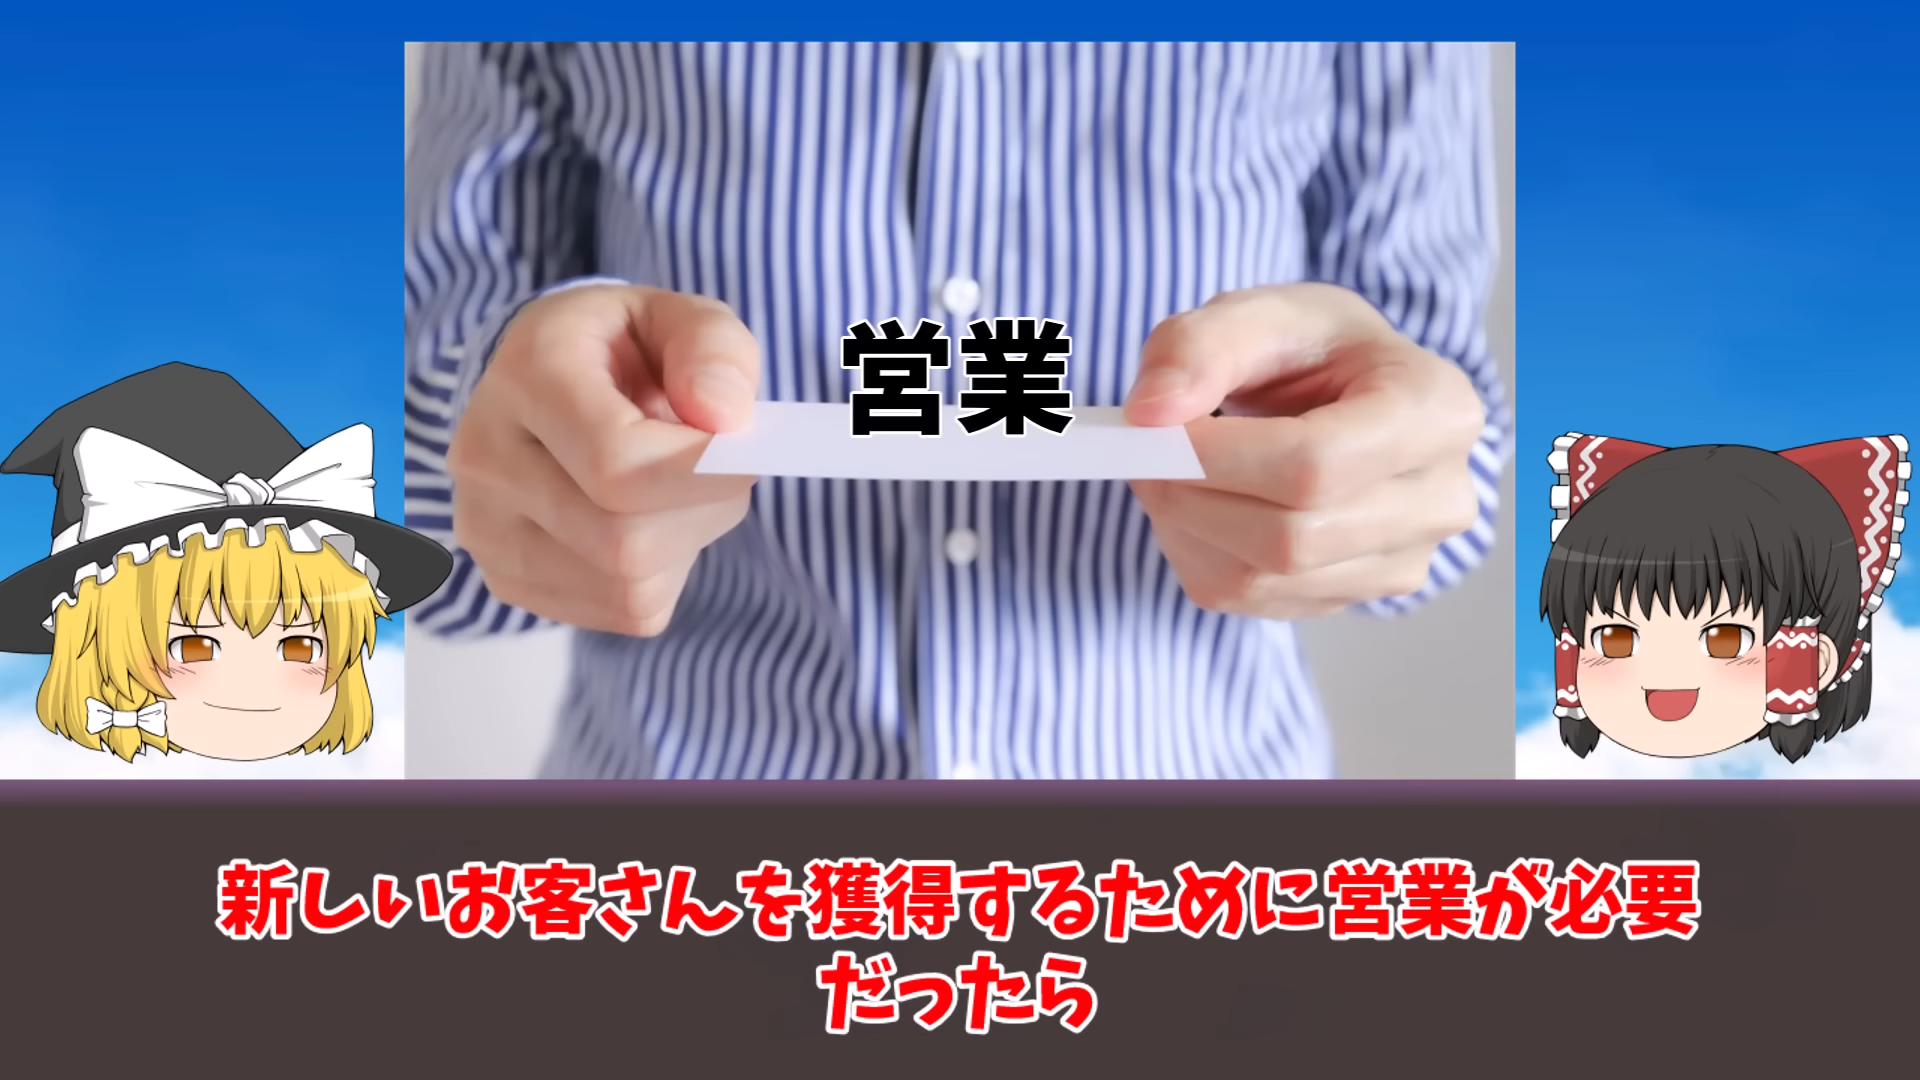 営業
新しいお客さんを獲得するために営業が必要
だったら